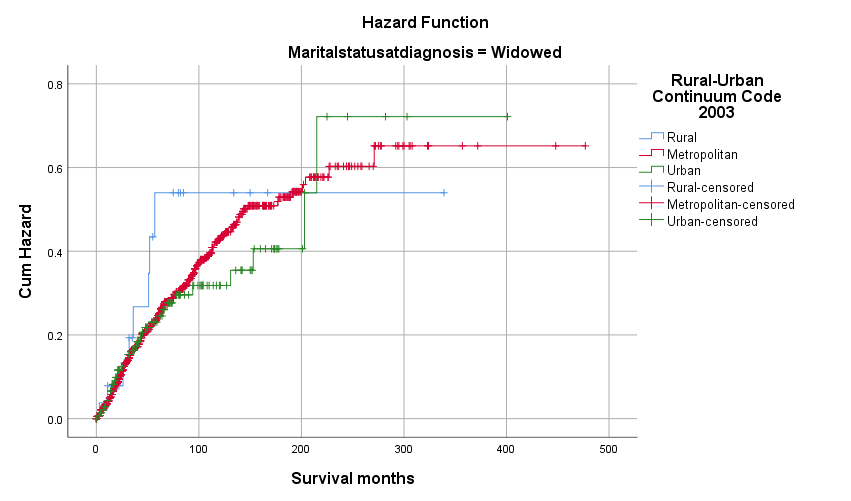 Hazard Function
Maritalstatusatdiagnosis = Widowed
Rural-Urban
Continuum Code
2003
Rural
Metropolitan
Urban
Rural-censored
Metropolitan-censored
Urban-censored
Cum Hazard
0.8
0.6
0.4
0.2
0.0
0
100
200
300
400
500
Survival months